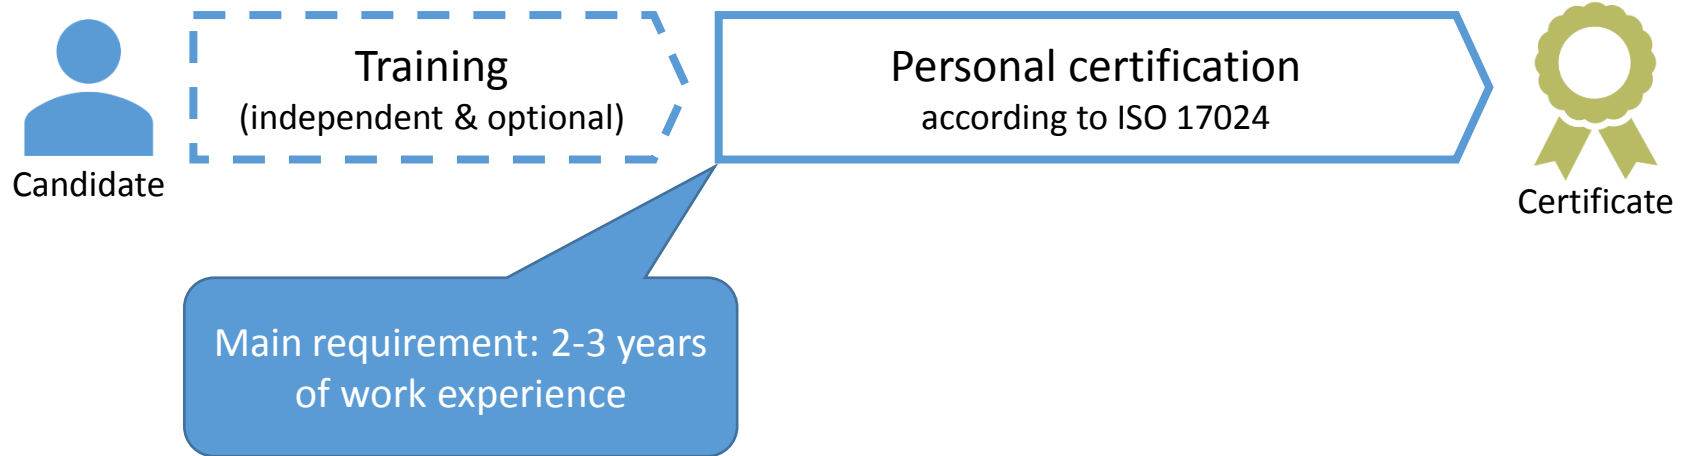 Candidate
Training
(independent & optional)
Personal certification
according to ISO 17024
Certificate
Main requirement: 2-3 years
of work experience